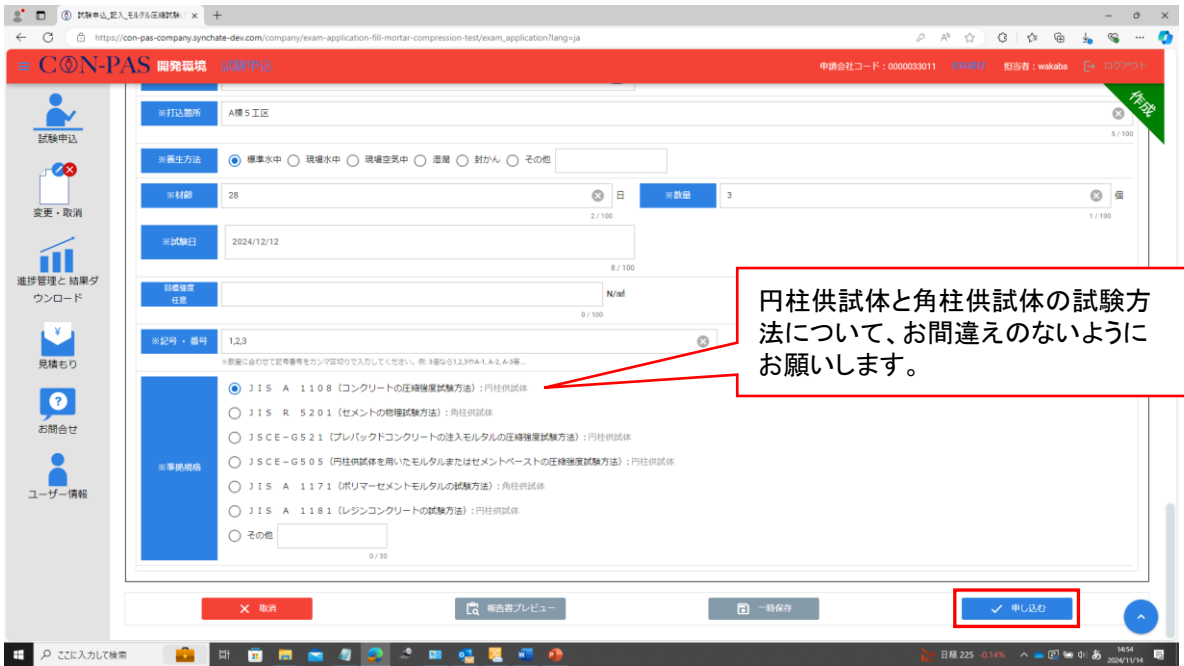 試験申込_記入_モルタル圧縮試験
https://con-pas-company.synchate-dev.com/company/exam-application-fill-mortar-compression-test/exam_application?lang=ja
CON-PAS 開発環境 試験申込
申請会社コード：0000033011
担当者：wakaba
ログアウト
作成
試験申込
変更・取消
進捗管理と 結果ダ
ウンロード
見積もり
お問合せ
ユーザー情報
※打込箇所
A棟５工区
5 / 100
※養生方法
標準水中 現場水中 現場空気中 湿潤 封かん その他
※材齢 28 日
2 / 100
※数量 3 個
1 / 100
※試験日 2024/12/12
8 / 100
目標強度
任意
N/㎟
0 / 100
※記号・番号 1,2,3
※数量に合わせて記号番号をカンマ区切りで入力してください。例: 3個なら1,2,3やA-1, A-2, A-3等...
※準拠規格
ＪＩＳ Ａ １１０８（コンクリートの圧縮強度試験方法）: 円柱供試体
ＪＩＳ Ｒ ５２０１（セメントの物理試験方法）: 角柱供試体
ＪＳＣＥ－Ｇ５２１（プレパックドコンクリートの注入モルタルの圧縮強度試験方法）: 円柱供試体
ＪＳＣＥ－Ｇ５０５（円柱供試体を用いたモルタルまたはセメントペーストの圧縮強度試験方法）: 円柱供試体
ＪＩＳ Ａ １１７１（ポリマーセメントモルタルの試験方法）: 角柱供試体
ＪＩＳ Ａ １１８１（レジンコンクリートの試験方法）: 円柱供試体
その他
0 / 30
円柱供試体と角柱供試体の試験方
法について、お間違えのないように
お願いします。
取消
報告書プレビュー
一時保存
申し込む
ここに入力して検索
日経 225 -0.14%
あ
14:54
2024/11/14